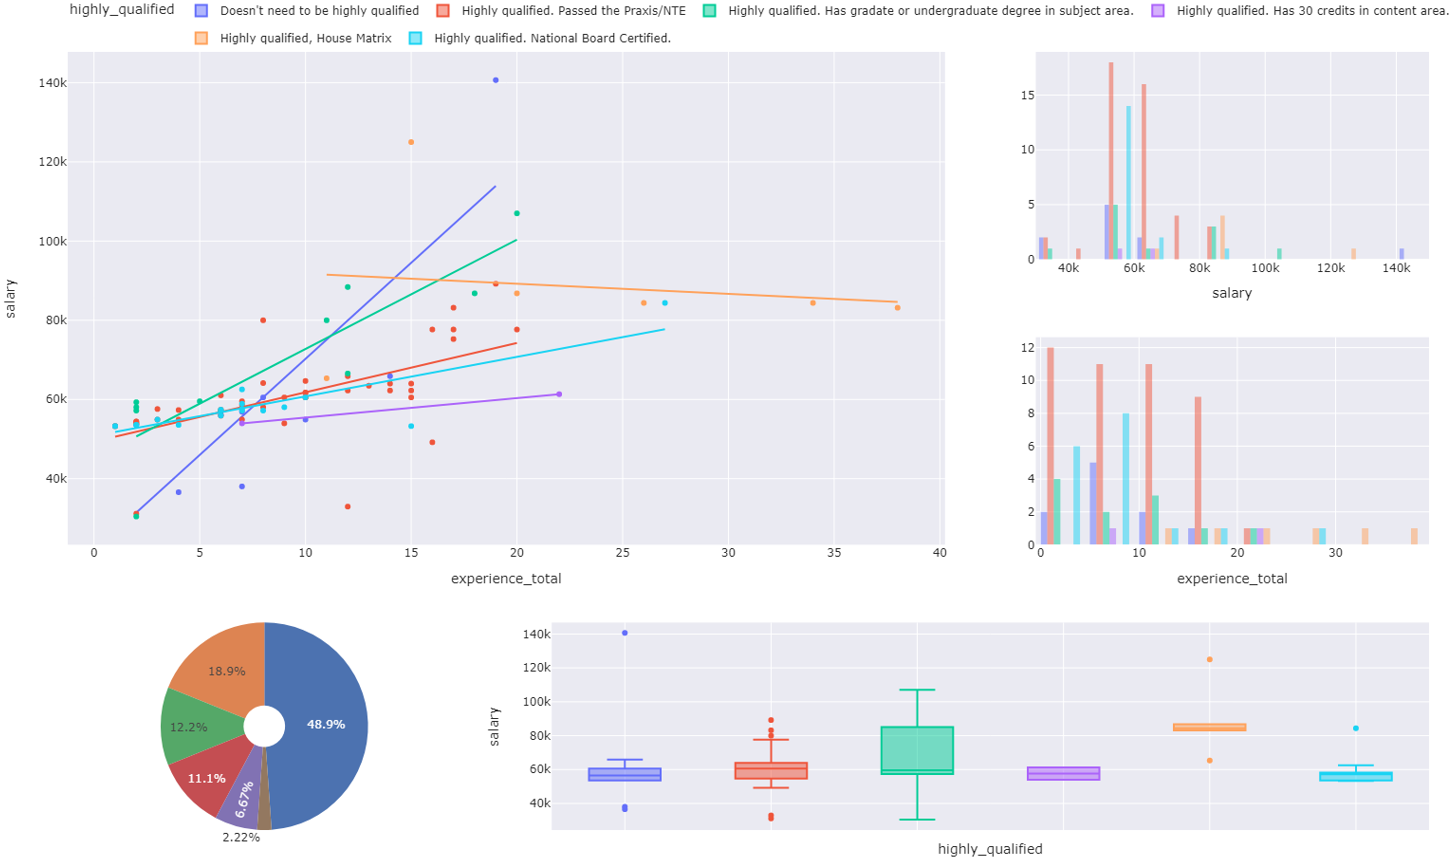 highly_qualified
Doesn't need to be highly qualified
Highly qualified. Passed the Praxis/NTE
Highly qualified. Has gradate or undergraduate degree in subject area.
Highly qualified. Has 30 credits in content area.
Highly qualified, House Matrix
Highly qualified. National Board Certified.
140k
120k
100k
80k
60k
40k
salary
0 5 10 15 20 25 30 35 40
experience_total
15
10
5
0
40k 60k 80k 100k 120k 140k
salary
12
10
8
6
4
2
0
0 10 20 30
experience_total
18.9%
48.9%
12.2%
11.1%
6.67%
2.22%
140k
120k
100k
80k
60k
40k
salary
highly_qualified